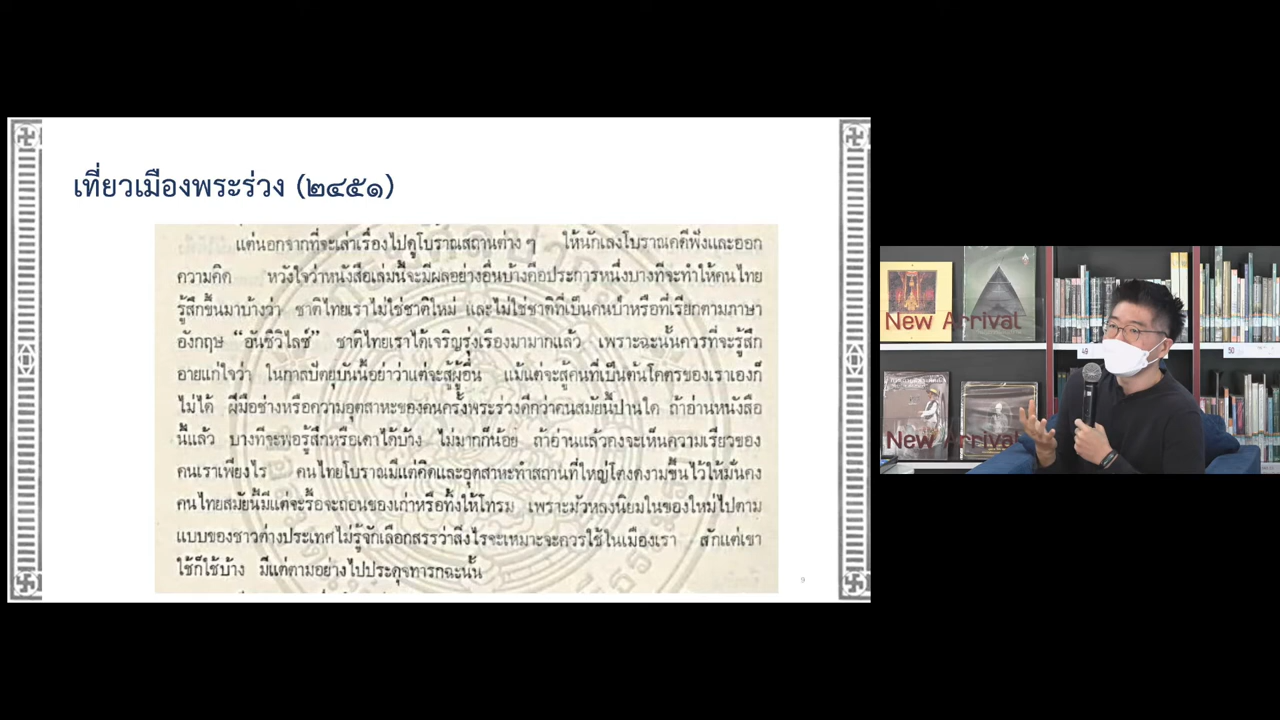 เที่ยวเมืองพระร่วง (๒๔๕๑)
แต่นอกจากที่จะเล่าเรื่องไปดูโบราณสถานต่าง ๆ ให้นักเลงโบราณคดีฟังและออก
ความคิด หวังใจว่าหนังสือเล่มนี้จะมีผลอย่างอื่นบ้างคือประการหนึ่งบางทีจะทำให้คนไทย
รู้สึกขึ้นมาบ้างว่า ชาติไทยเราไม่ใช่ชาติใหม่ และไม่ใช่ชาติที่เป็นคนป่าหรือที่เรียกตามภาษา
อังกฤษ “อันซิวิไลซ์” ชาติไทยเราได้เจริญรุ่งเรืองมามากแล้ว เพราะฉะนั้นควรที่จะรู้สึก
อายแก่ใจว่า ในกาลปัตยุบันนี้อย่าว่าแต่จะสู้ผู้อื่น แม้แต่จะสู้คนที่เป็นต้นโคตรของเราเองก็
ไม่ได้ ฝีมือช่างหรือความอุตสาหะของคนครั้งพระร่วงดีกว่าคนสมัยนี้ปานใด ถ้าอ่านหนังสือ
นี้แล้ว บางทีจะพอรู้สึกหรือเดาได้บ้าง ไม่มากก็น้อย ถ้าอ่านแล้วคงจะเห็นความเรียวของ
คนเราเพียงไร คนไทยโบราณมีแต่คิดและอุตสาหะทำสถานที่ใหญ่โตงดงามขึ้นไว้ให้มั่นคง
คนไทยสมัยนี้มีแต่จะรื้อจะถอนของเก่าหรือทิ้งให้โทรม เพราะมัวหลงนิยมในของใหม่ไปตาม
แบบของชาวต่างประเทศ ไม่รู้จักเลือกสรรว่าสิ่งไรจะเหมาะจะควรใช้ในเมืองเรา สักแต่เขา
ใช้ก็ใช้บ้าง มีแต่ตามอย่างไปประดุจทารกฉะนั้น
9
New Arrival
49
50
New Arrival